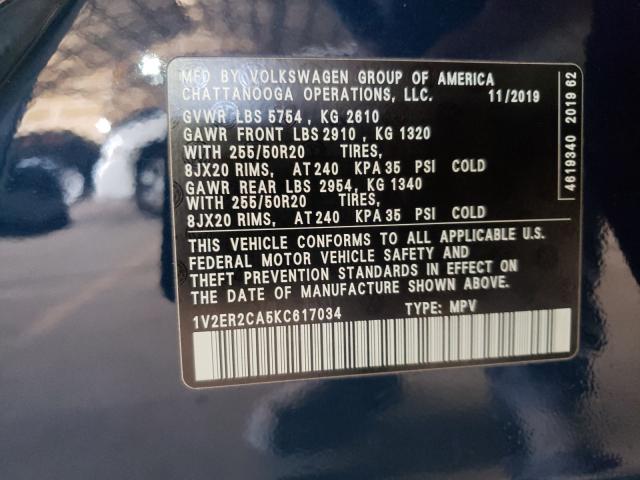 MFD BY VOLKSWAGEN GROUP OF AMERICA
CHATTANOOGA OPERATIONS, LLC. 11/2019
GVWR LBS 5754 , KG 2610
GAWR FRONT LBS 2910 , KG 1320
WITH 255/50R20 TIRES,
8JX20 RIMS, AT 240 KPA 35 PSI COLD
GAWR REAR LBS 2954, KG 1340
WITH 255/50R20 TIRES,
8JX20 RIMS, AT 240 KPA 35 PSI COLD
THIS VEHICLE CONFORMS TO ALL APPLICABLE U.S.
FEDERAL MOTOR VEHICLE SAFETY AND
THEFT PREVENTION STANDARDS IN EFFECT ON
THE DATE OF MANUFACTURE SHOWN ABOVE.
1V2ER2CA5KC617034 TYPE: MPV
4619340 2019 62